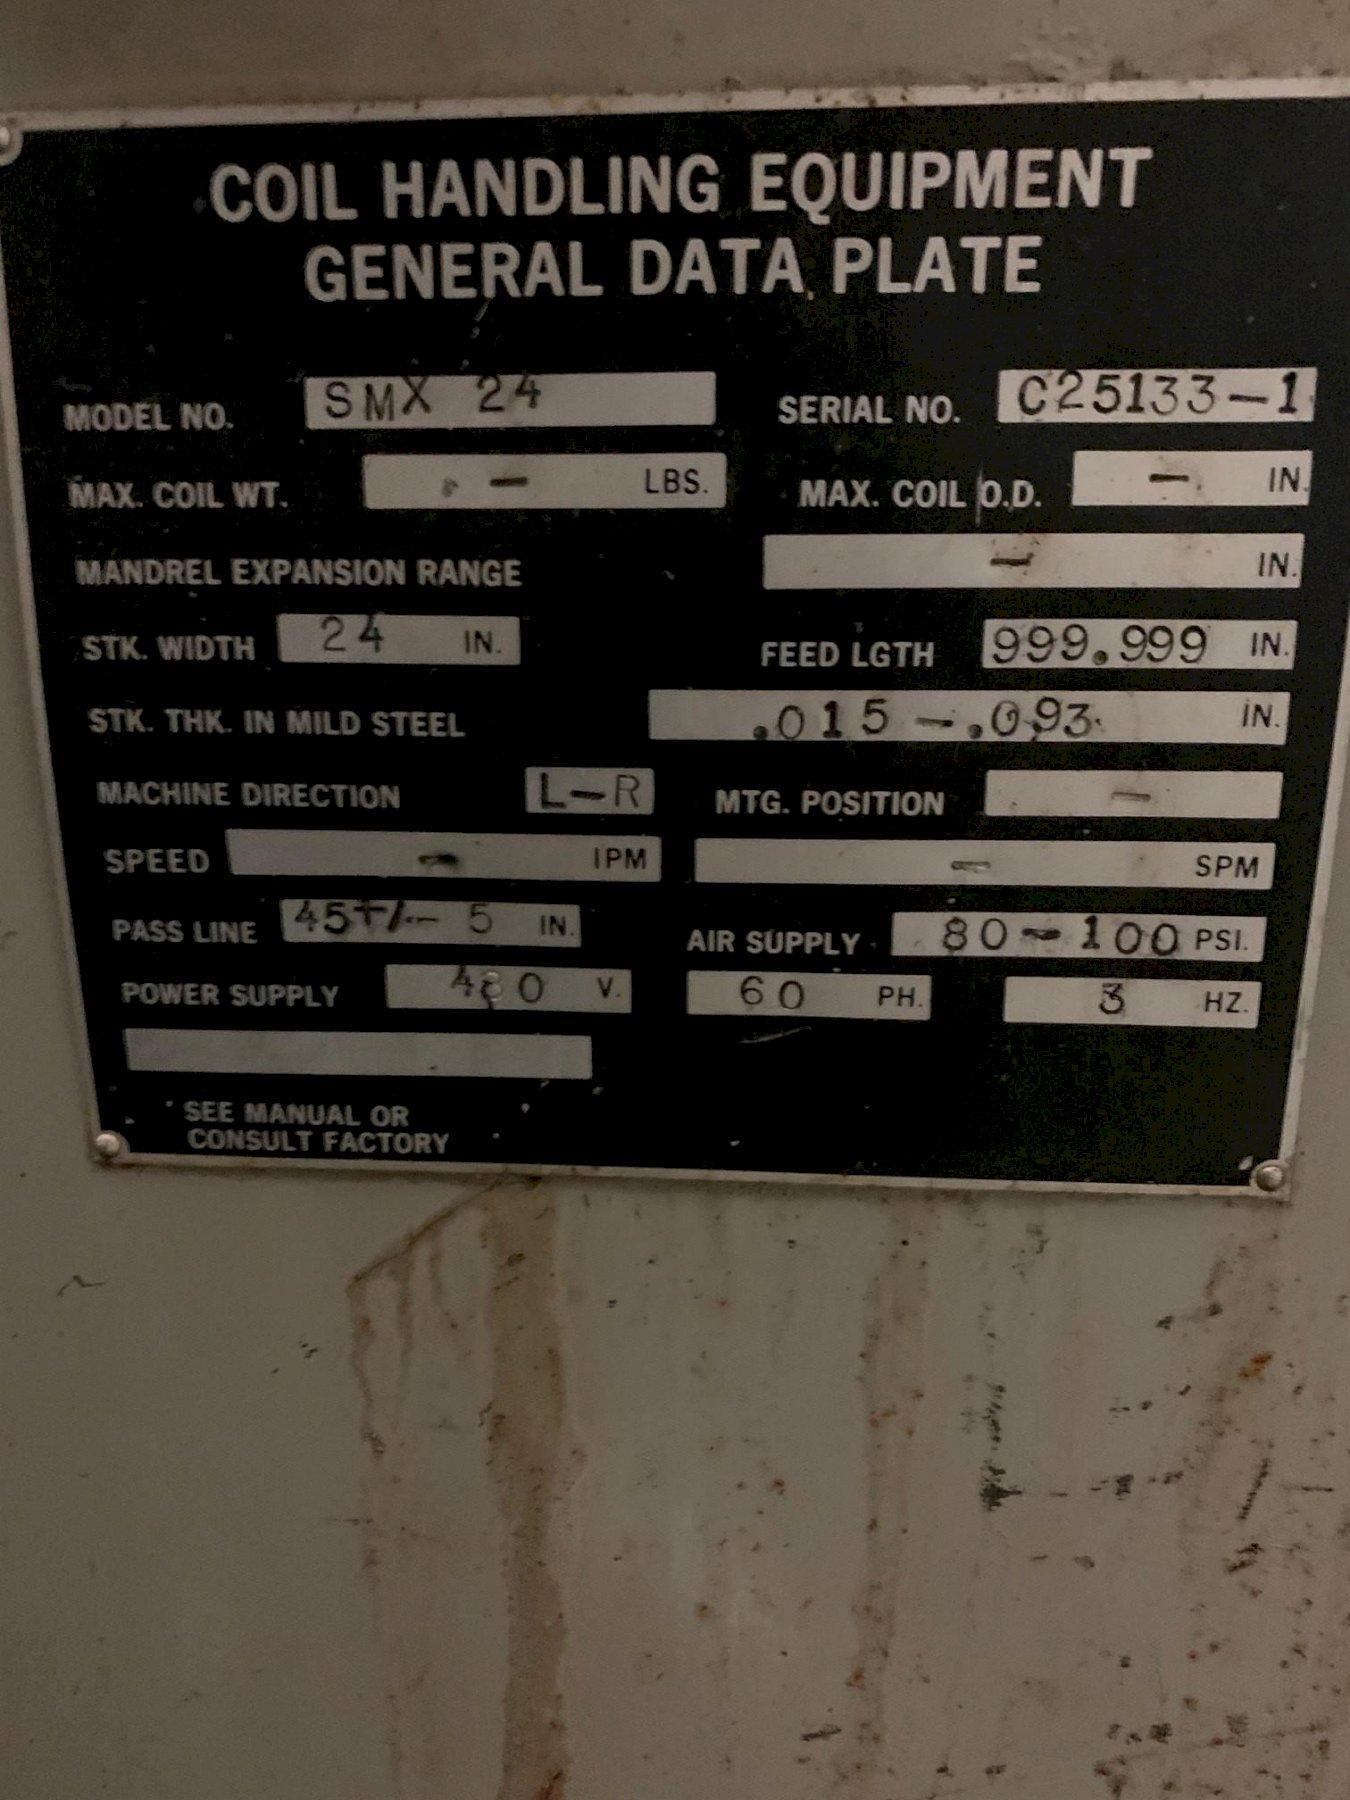 COIL HANDLING EQUIPMENT
GENERAL DATA PLATE
MODEL NO. SMX 24 SERIAL NO. C25133-1
MAX. COIL WT. - LBS. MAX. COIL O.D. - IN.
MANDREL EXPANSION RANGE - IN.
STK. WIDTH 24 IN. FEED LGTH 999.999 IN.
STK. THK. IN MILD STEEL .015 - .093 IN.
MACHINE DIRECTION L-R MTG. POSITION -
SPEED - IPM - SPM
PASS LINE 45+/- 5 IN. AIR SUPPLY 80-100 PSI.
POWER SUPPLY 480 V. 60 PH. 3 HZ.
SEE MANUAL OR
CONSULT FACTORY